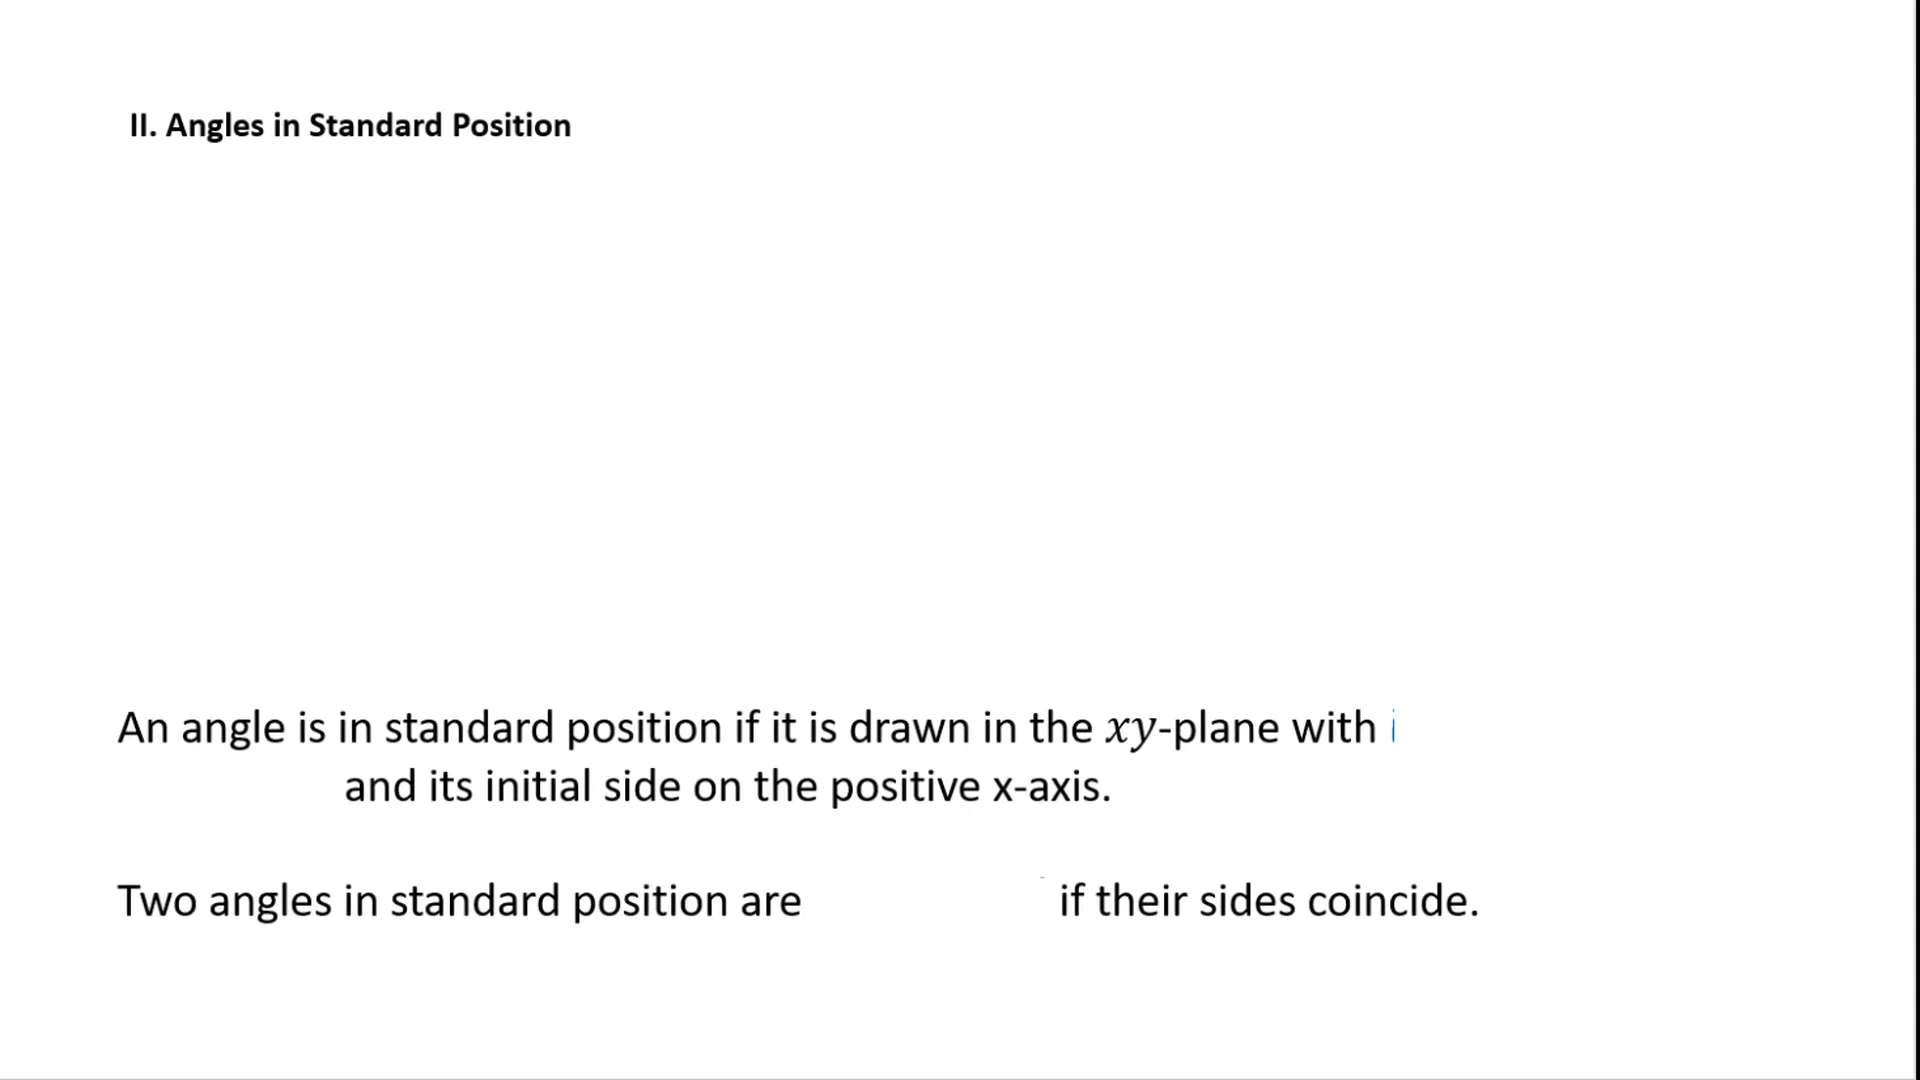 II. Angles in Standard Position
An angle is in standard position if it is drawn in the xy-plane with
and its initial side on the positive x-axis.
Two angles in standard position are if their sides coincide.